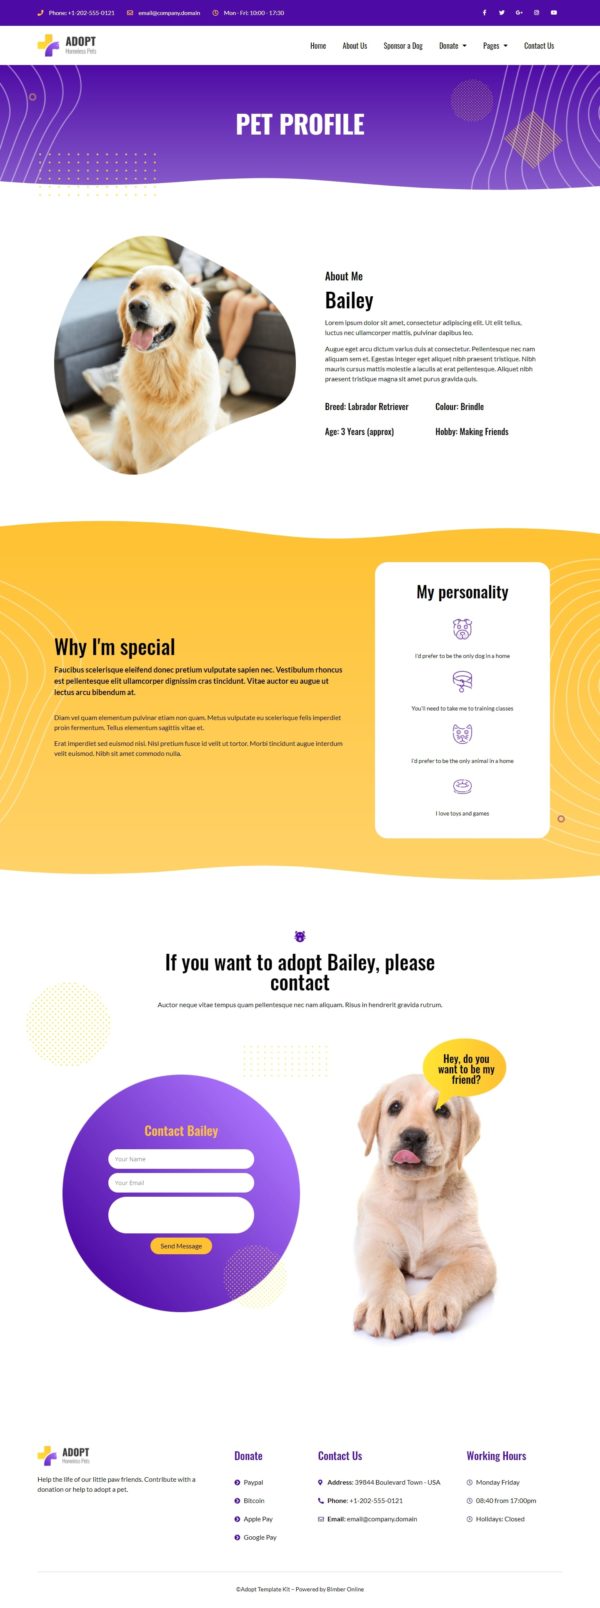 Phone: +1-202-555-0121 email@company.domain Mon - Fri: 10:00 - 17:30
ADOPT
Homeless Pets
Home About Us Sponsor a Dog Donate Pages Contact Us
PET PROFILE
About Me
Bailey
Lorem ipsum dolor sit amet, consectetur adipiscing elit. Ut elit tellus,
luctus nec ullamcorper mattis, pulvinar dapibus leo.
Augue eget arcu dictum varius duis at consectetur. Pellentesque nec nam
aliquam sem et. Egestas integer eget aliquet nibh praesent tristique. Nibh
mauris cursus mattis molestie a iaculis at erat pellentesque. Aliquet nibh
praesent tristique magna sit amet purus gravida quis.
Breed: Labrador Retriever Colour: Brindle
Age: 3 Years (approx) Hobby: Making Friends
Why I'm special
Faucibus scelerisque eleifend donec pretium vulputate sapien nec. Vestibulum rhoncus
est pellentesque elit ullamcorper dignissim cras tincidunt. Vitae auctor eu augue ut
lectus arcu bibendum at.
Diam vel quam elementum pulvinar etiam non quam. Metus vulputate eu scelerisque felis imperdiet
proin fermentum. Tellus elementum sagittis vitae et.
Erat imperdiet sed euismod nisi. Nisi pretium fusce id velit ut tortor. Morbi tincidunt augue interdum
velit euismod. Nibh sit amet commodo nulla.
My personality
I'd prefer to be the only dog in a home
You'll need to take me to training classes
I'd prefer to be the only animal in a home
I love toys and games
If you want to adopt Bailey, please
contact
Auctor neque vitae tempus quam pellentesque nec nam aliquam. Risus in hendrerit gravida rutrum.
Hey, do you
want to be my
friend?
Contact Bailey
Your Name
Your Email
Send Message
ADOPT
Homeless Pets
Help the life of our little paw friends. Contribute with a
donation or help to adopt a pet.
Donate
Paypal
Bitcoin
Apple Pay
Google Pay
Contact Us
Address: 39844 Boulevard Town - USA
Phone: +1-202-555-0121
Email: email@company.domain
Working Hours
Monday Friday
08:40 from 17:00pm
Holidays: Closed
©Adopt Template Kit – Powered by Bimber Online